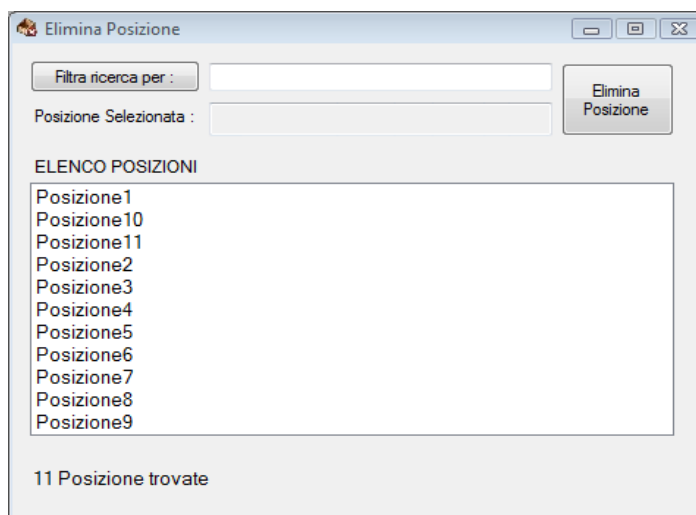 Elimina Posizione
Filtra ricerca per :
Elimina
Posizione
Posizione Selezionata :
ELENCO POSIZIONI
Posizione1
Posizione10
Posizione11
Posizione2
Posizione3
Posizione4
Posizione5
Posizione6
Posizione7
Posizione8
Posizione9
11 Posizione trovate